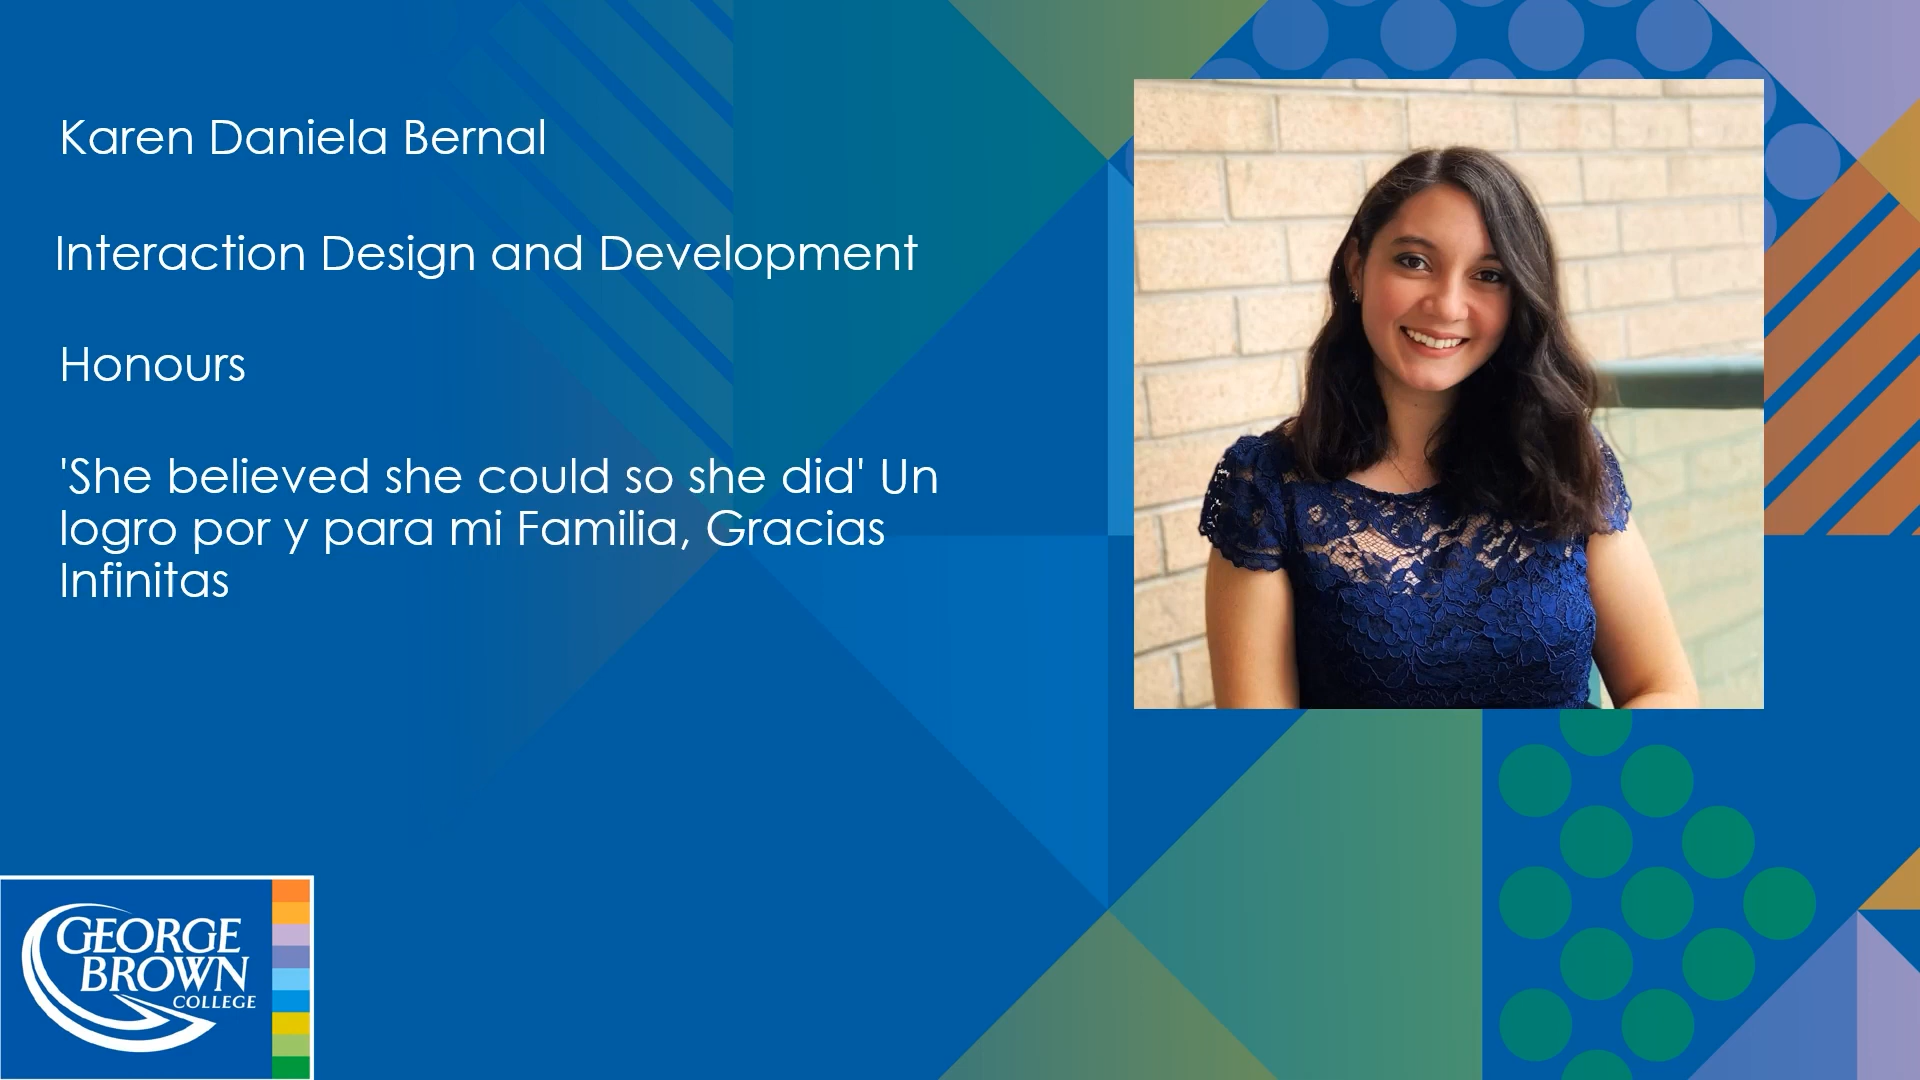 Karen Daniela Bernal
Interaction Design and Development
Honours
'She believed she could so she did' Un
logro por y para mi Familia, Gracias
Infinitas
GEORGE
BROWN
COLLEGE